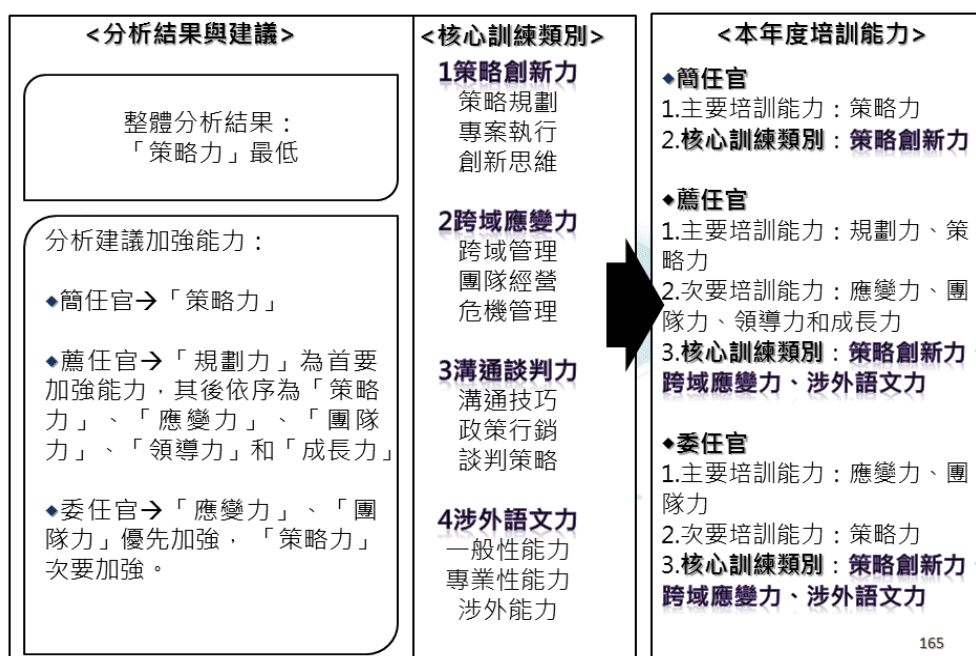 <分析結果與建議>
整體分析結果：
「策略力」最低
分析建議加強能力：
◆簡任官→「策略力」
◆薦任官→「規劃力」為首要
加強能力，其後依序為「策略
力」、「應變力」、「團隊
力」、「領導力」和「成長力」
◆委任官→「應變力」、「團
隊力」優先加強，「策略力」
次要加強。
<核心訓練類別>
1策略創新力
策略規劃
專案執行
創新思維
2跨域應變力
跨域管理
團隊經營
危機管理
3溝通談判力
溝通技巧
政策行銷
談判策略
4涉外語文力
一般性能力
專業性能力
涉外能力
<本年度培訓能力>
◆簡任官
1.主要培訓能力：策略力
2.核心訓練類別：策略創新力
◆薦任官
1.主要培訓能力：規劃力、策
略力
2.次要培訓能力：應變力、團
隊力、領導力和成長力
3.核心訓練類別：策略創新力、
跨域應變力、涉外語文力
◆委任官
1.主要培訓能力：應變力、團
隊力
2.次要培訓能力：策略力
3.核心訓練類別：策略創新力、
跨域應變力、涉外語文力
165